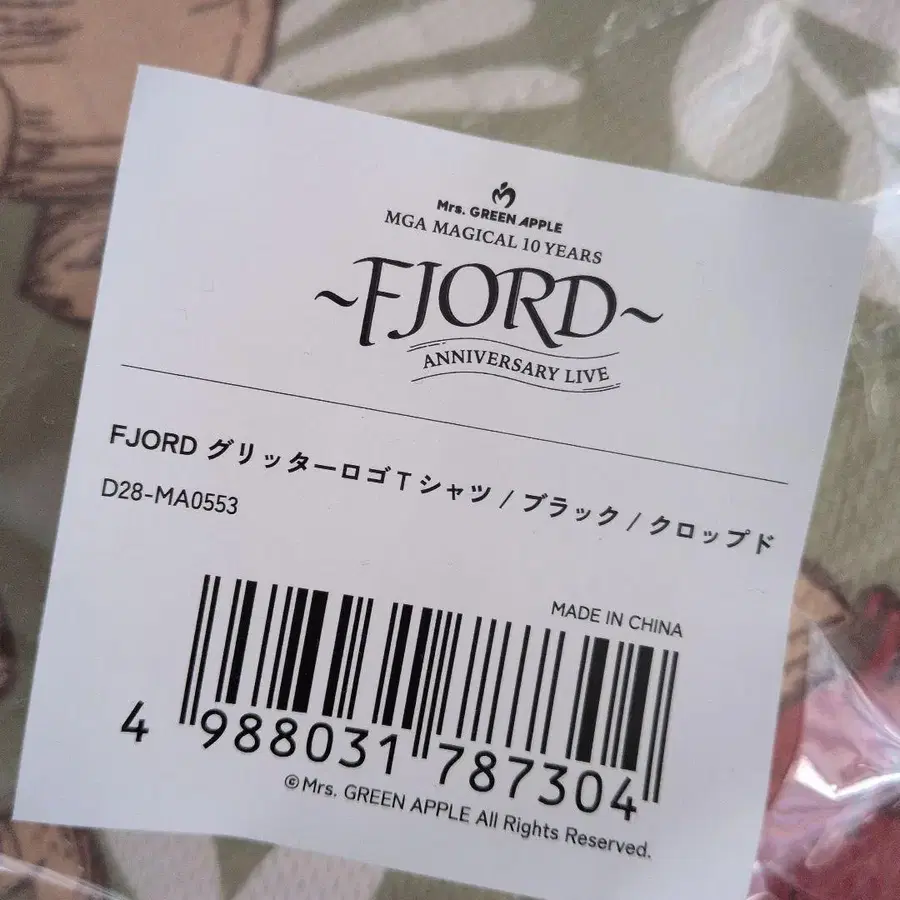 Mrs. GREEN APPLE
MGA MAGICAL 10 YEARS
~FJORD~
ANNIVERSARY LIVE
FJORD グリッターロゴTシャツ / ブラック / クロップド
D28-MA0553
MADE IN CHINA
4 988031 787304
©Mrs. GREEN APPLE All Rights Reserved.